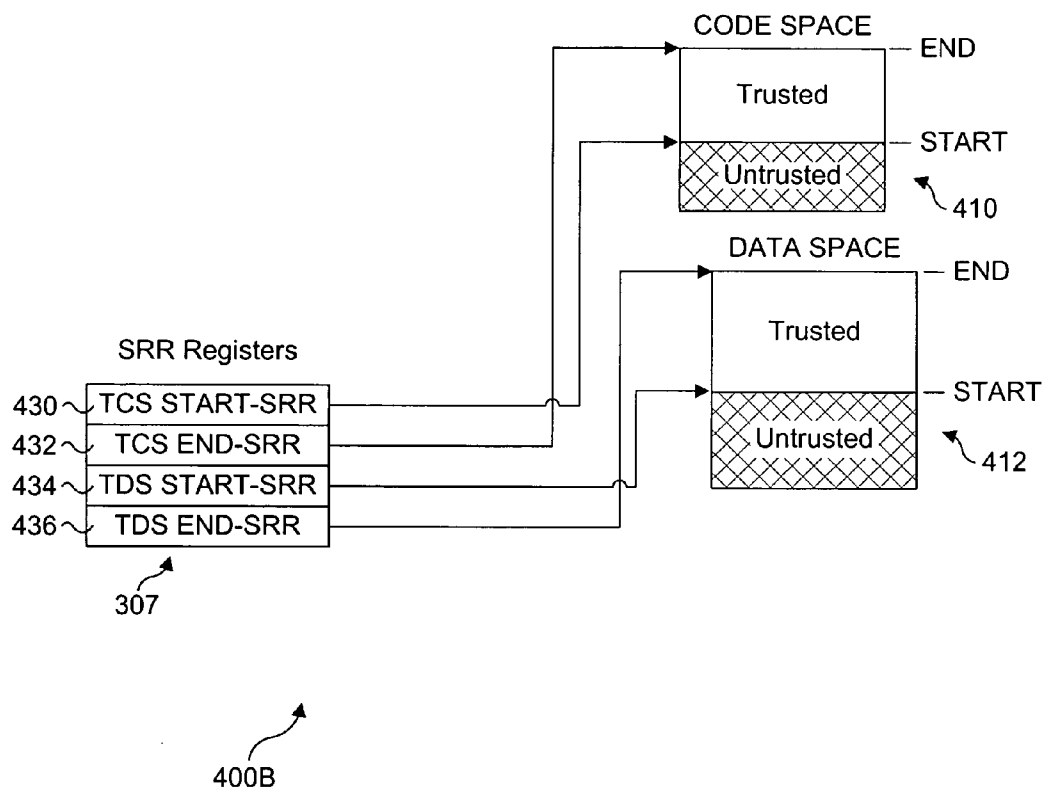 CODE SPACE
END
Trusted
START
Untrusted
410
DATA SPACE
END
Trusted
START
Untrusted
412
SRR Registers
430 TCS START-SRR
432 TCS END-SRR
434 TDS START-SRR
436 TDS END-SRR
307
400B